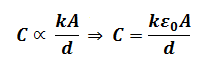 C ∝ kA/d ⇒ C = kε₀A/d